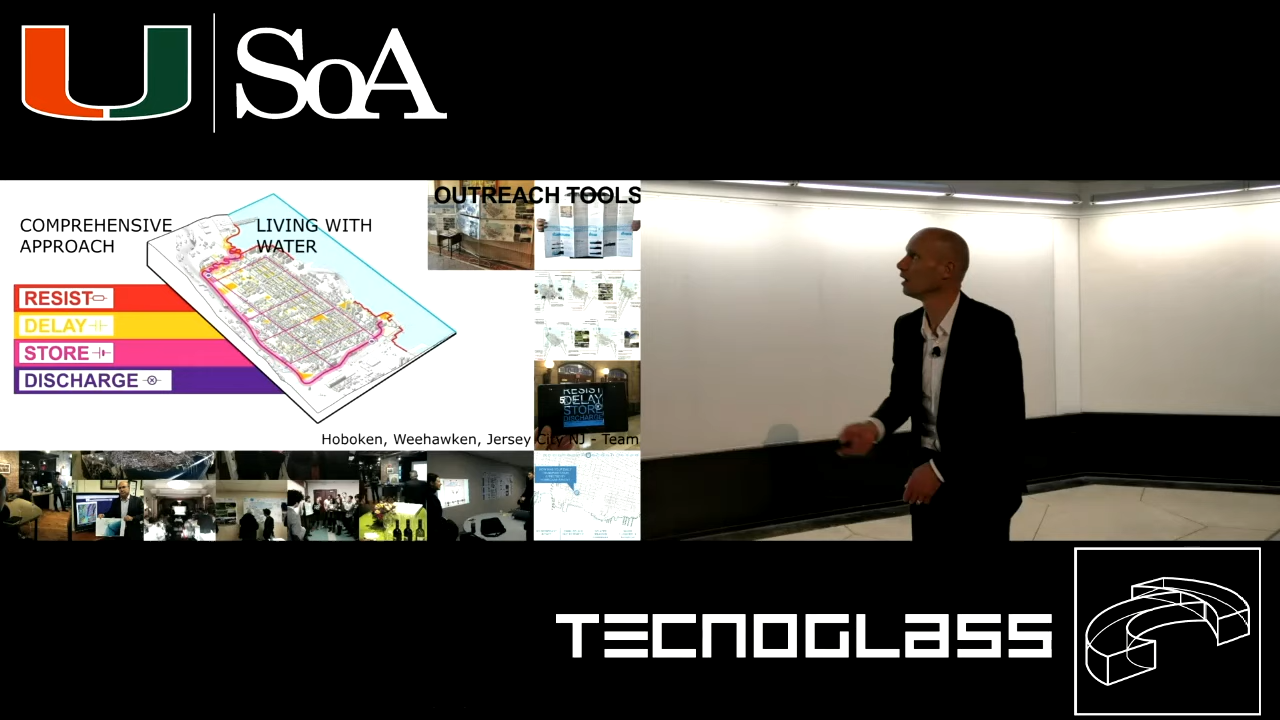 U
SoA
OUTREACH TOOLS
COMPREHENSIVE
APPROACH
LIVING WITH
WATER
RESIST
DELAY
STORE
DISCHARGE
RESIST
DELAY
STORE
DISCHARGE
Hoboken, Weehawken, Jersey City NJ - Team
TECNOGLASS